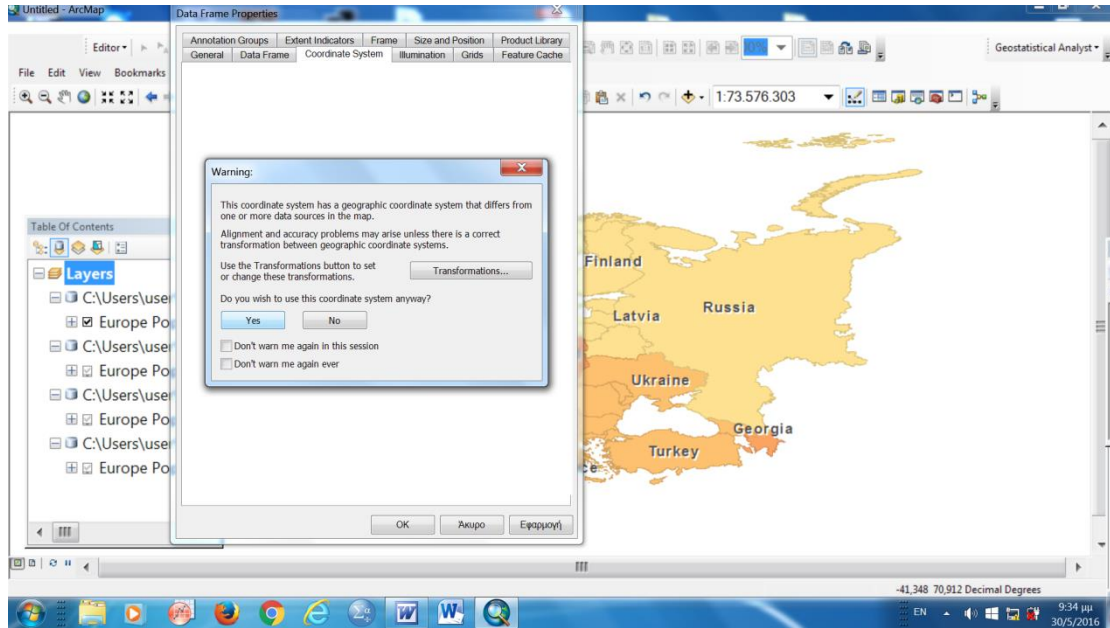 Untitled - ArcMap
Data Frame Properties
Annotation Groups Extent Indicators Frame Size and Position Product Library
General Data Frame Coordinate System Illumination Grids Feature Cache
Editor
Geostatistical Analyst
File Edit View Bookmarks
1:73.576.303
Warning:
This coordinate system has a geographic coordinate system that differs from
one or more data sources in the map.
Alignment and accuracy problems may arise unless there is a correct
transformation between geographic coordinate systems.
Use the Transformations button to set
or change these transformations.
Transformations...
Do you wish to use this coordinate system anyway?
Yes No
Don't warn me again in this session
Don't warn me again ever
Table Of Contents
Layers
C:\Users\use
Europe Po
C:\Users\use
Europe Po
C:\Users\use
Europe Po
C:\Users\use
Europe Po
Finland
Russia
Latvia
Ukraine
Georgia
Turkey
OK Άκυρο Εφαρμογή
-41,348 70,912 Decimal Degrees
EN
9:34 μμ
30/5/2016